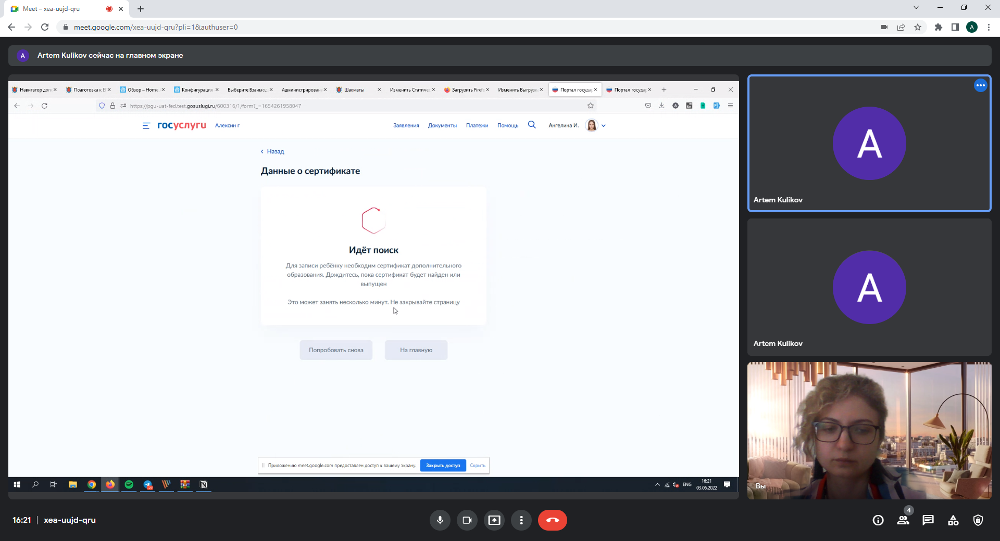 Meet – xea-uujd-qru
meet.google.com/xea-uujd-qru?pli=1&authuser=0
A
A
Artem Kulikov сейчас на главном экране
Навигатор доп
Подготовка к Е
Обзор – Home
Конфигурация
Выберите Взаимод
Администрирован
Шахматы
Изменить Статичес
Загрузить Firefo
Изменить Выгрузк
Портал государ
Портал государ
https://pgu-uat-fed.test.gosuslugi.ru/600316/1/form?_=1654261958047
госуслуги
Алексин г
Заявления
Документы
Платежи
Помощь
Ангелина И.
Назад
Данные о сертификате
Идёт поиск
Для записи ребёнку необходим сертификат дополнительного
образования. Дождитесь, пока сертификат будет найден или
выпущен
Это может занять несколько минут. Не закрывайте страницу
Попробовать снова
На главную
Приложению meet.google.com предоставлен доступ к вашему экрану.
Закрыть доступ
Скрыть
ENG
16:21
03.06.2022
A
Artem Kulikov
A
Artem Kulikov
Вы
16:21
xea-uujd-qru
4